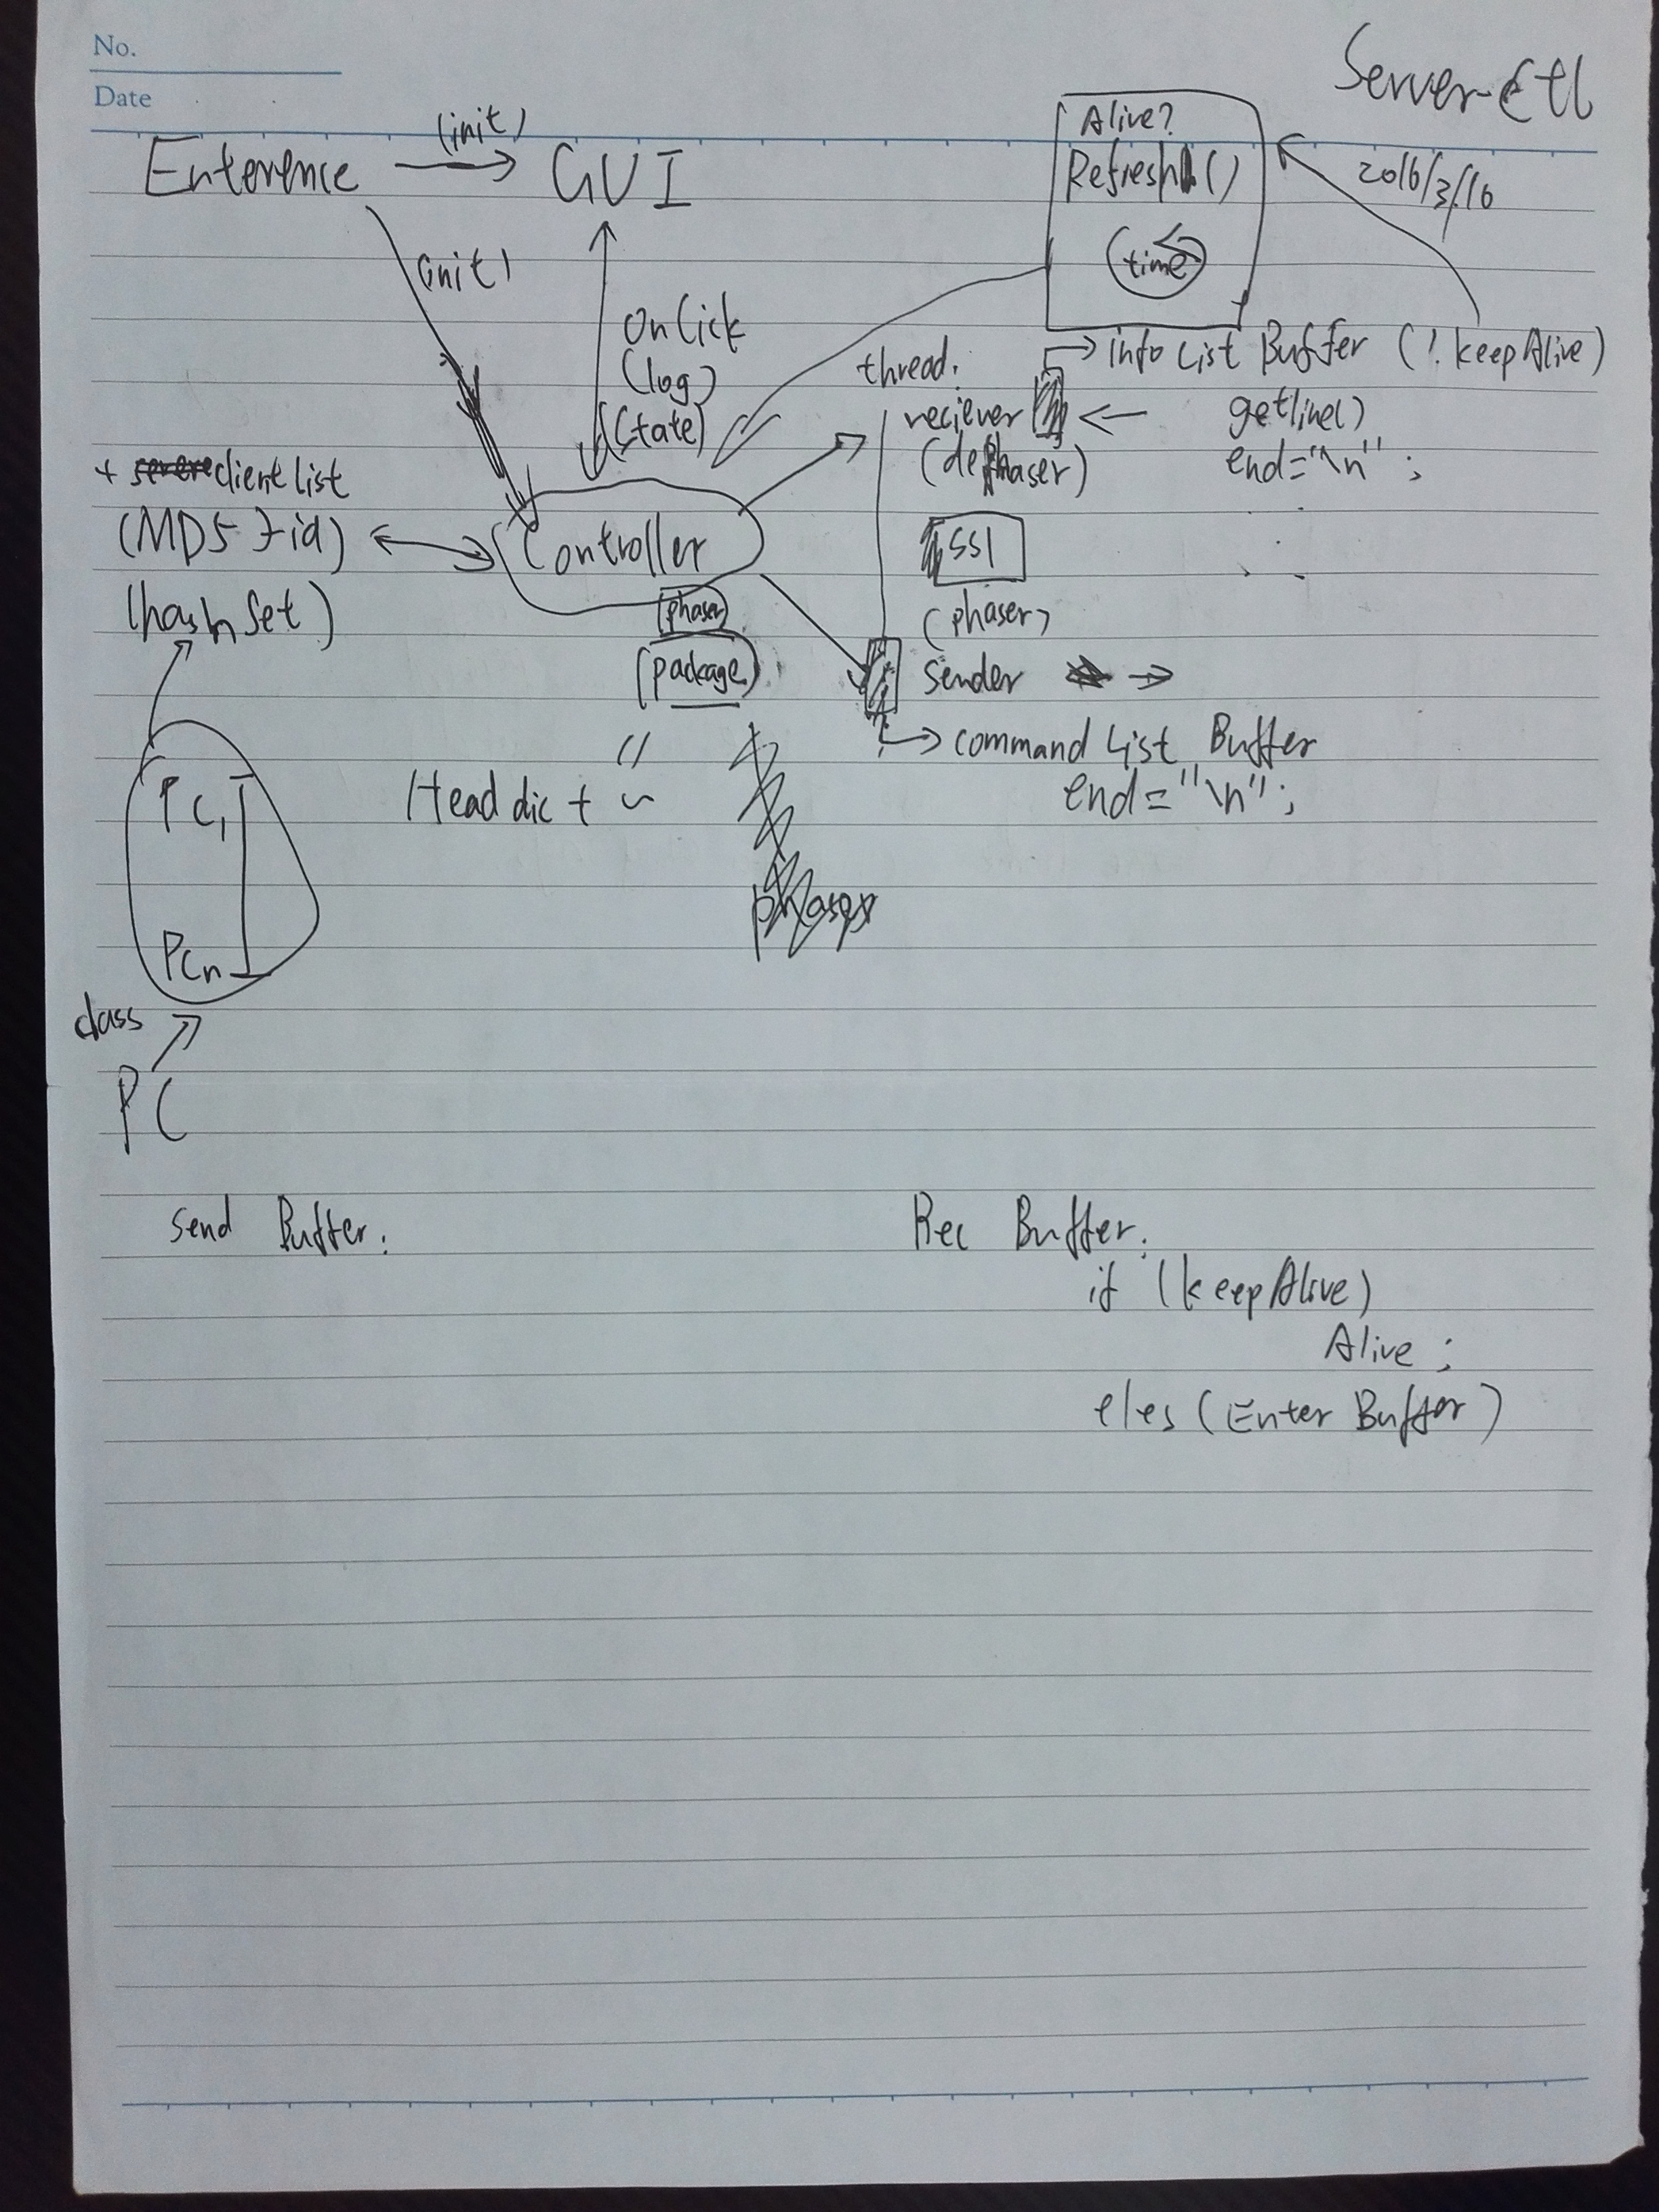 No.
Date
Server-Ctl
2016/3/16
Enterence
(init)
GUI
(init)
Alive?
Refresh()
(time)
OnClick
(log)
(state)
thread.
reciever
(dephaser)
info List Buffer (!keepAlive)
getline()
end="\n";
+ client list
(MD5 id)
(hash Set)
Controller
(phaser)
(package)
ssl
(phaser)
sender
command List Buffer
end="\n";
"
Head dic +
PC1
PCn
class
PC
Send Buffer:
Rec Buffer:
if (keepAlive)
Alive;
eles (Enter Buffer)